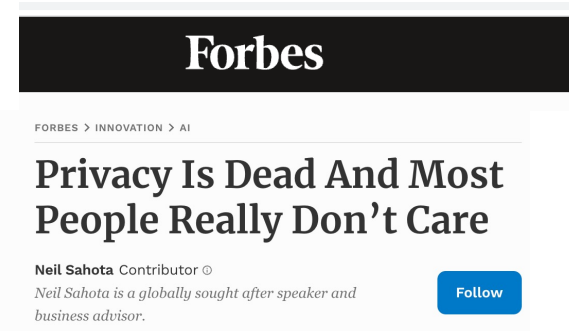 Forbes
FORBES > INNOVATION > AI
Privacy Is Dead And Most
People Really Don’t Care
Neil Sahota Contributor
Neil Sahota is a globally sought after speaker and
business advisor.
Follow